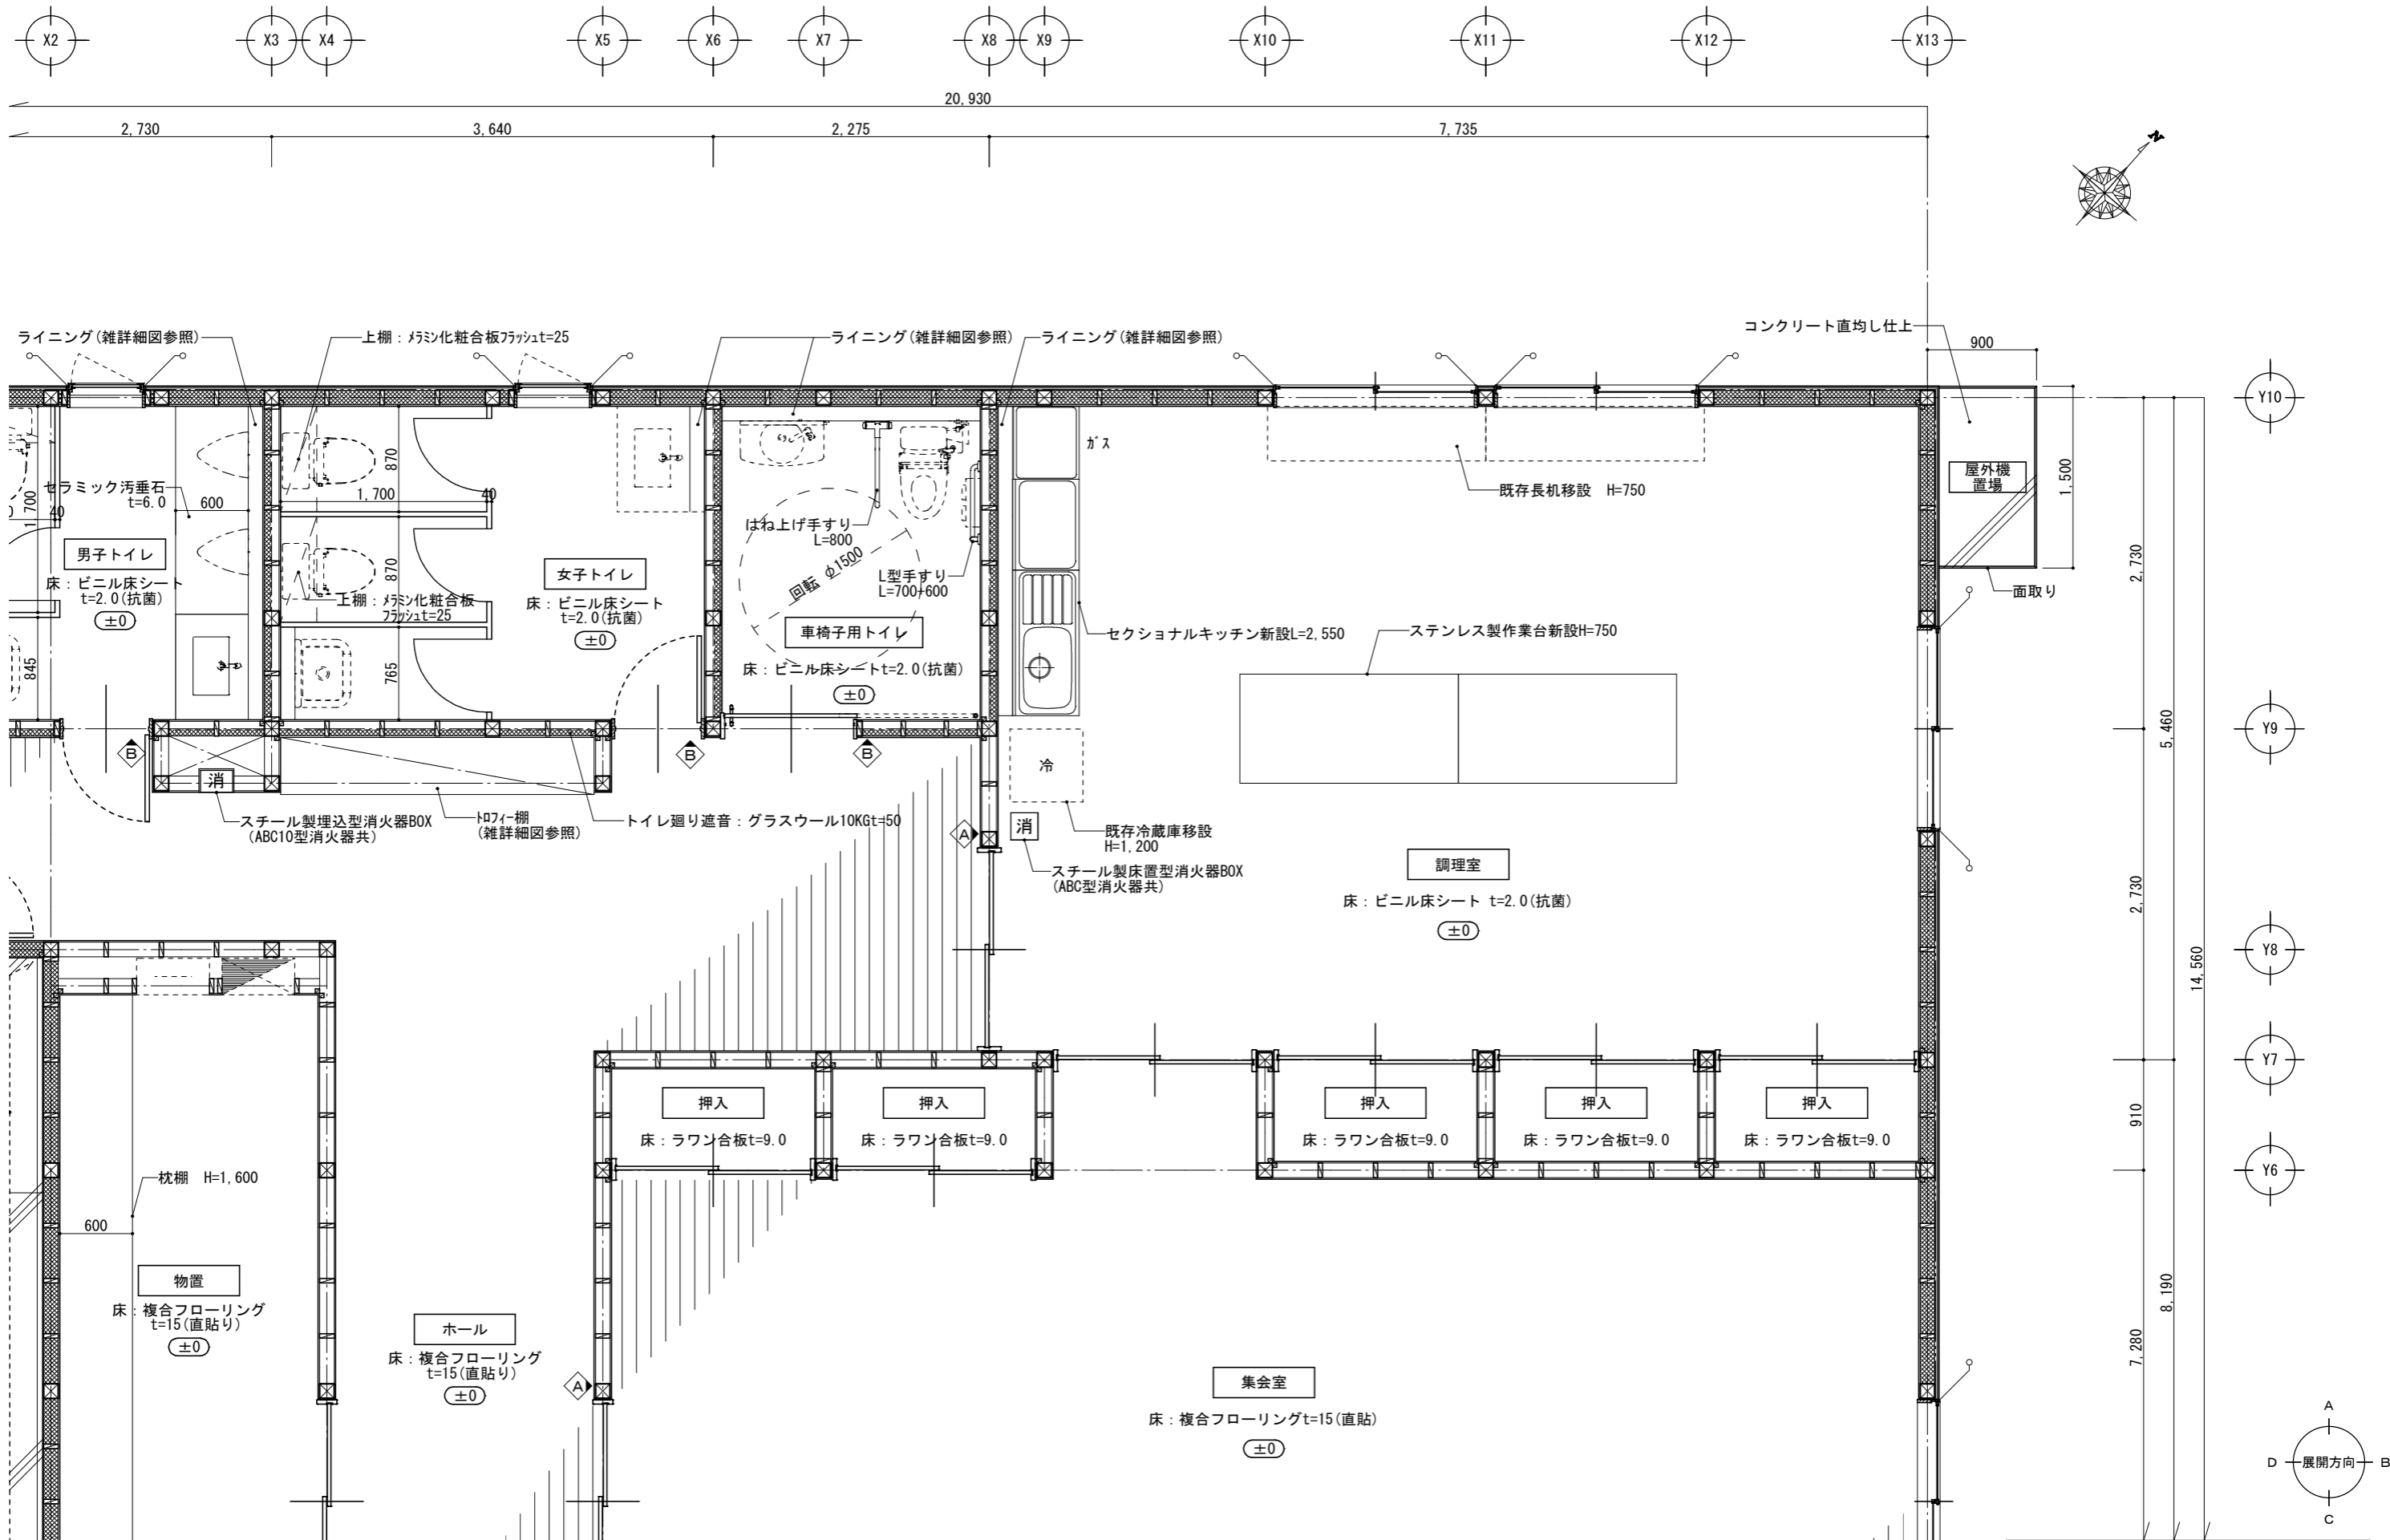 X2
X3
X4
X5
X6
X7
X8
X9
X10
X11
X12
X13
20,930
2,730
3,640
2,275
7,735
N
ライニング(雑詳細図参照)
上棚：メラミン化粧合板フラッシュt=25
ライニング(雑詳細図参照)
ライニング(雑詳細図参照)
コンクリート直均し仕上
900
Y10
ガス
870
1,700
40
セラミック汚垂石
t=6.0
600
1,700
40
既存長机移設　H=750
屋外機
置場
1,500
はね上げ手すり
L=800
男子トイレ
床：ビニル床シート
t=2.0(抗菌)
±0
女子トイレ
床：ビニル床シート
t=2.0(抗菌)
±0
870
回転 φ1500
L型手すり
L=700+600
2,730
面取り
上棚：メラミン化粧合板
フラッシュt=25
車椅子用トイレ
床：ビニル床シートt=2.0(抗菌)
±0
セクショナルキッチン新設L=2,550
ステンレス製作業台新設H=750
845
765
B
B
B
5,460
Y9
消
冷
スチール製埋込型消火器BOX
(ABC10型消火器共)
トロフィー棚
(雑詳細図参照)
トイレ廻り遮音：グラスウール10KGt=50
A
消
既存冷蔵庫移設
H=1,200
スチール製床置型消火器BOX
(ABC型消火器共)
調理室
床：ビニル床シート t=2.0(抗菌)
±0
2,730
Y8
14,560
Y7
押入
床：ラワン合板t=9.0
押入
床：ラワン合板t=9.0
押入
床：ラワン合板t=9.0
押入
床：ラワン合板t=9.0
押入
床：ラワン合板t=9.0
910
Y6
枕棚　H=1,600
600
物置
床：複合フローリング
t=15(直貼り)
±0
ホール
床：複合フローリング
t=15(直貼り)
±0
A
集会室
床：複合フローリングt=15(直貼)
±0
8,190
7,280
A
D
展開方向
B
C